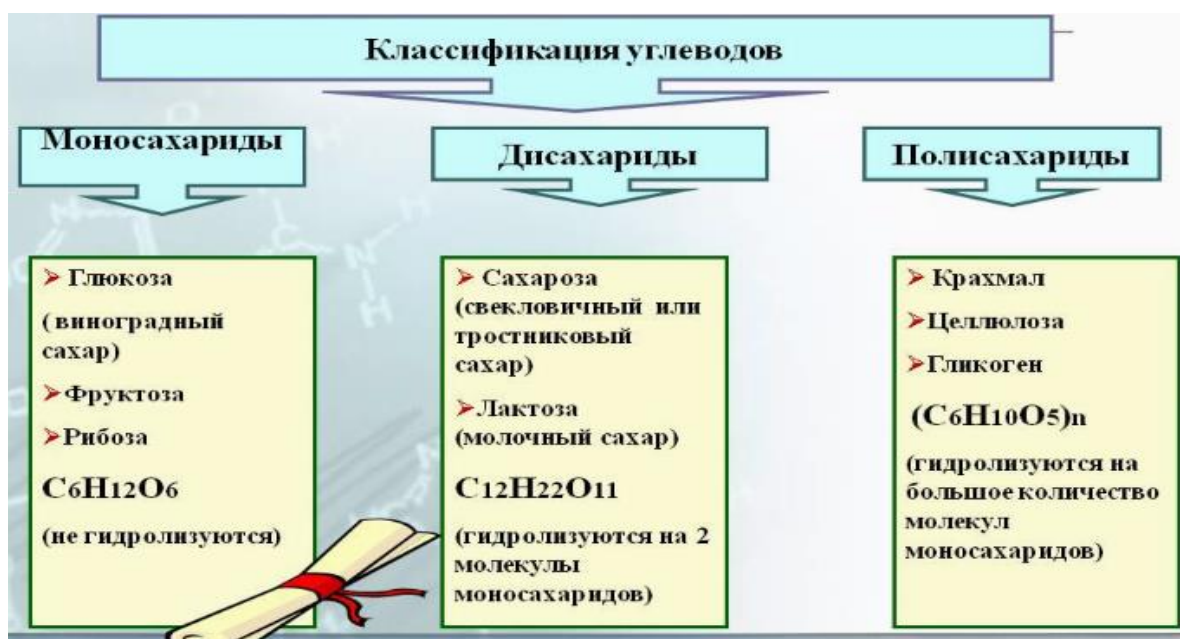 Классификация углеводов
Моносахариды
Дисахариды
Полисахариды
➢ Глюкоза
( виноградный
сахар)
➢Фруктоза
➢Рибоза
C6H12O6
(не гидролизуются)
➢ Сахароза
(свекловичный или
тростниковый
сахар)
➢Лактоза
(молочный сахар)
C12H22O11
(гидролизуются на 2
молекулы
моносахаридов)
➢ Крахмал
➢Целлюлоза
➢Гликоген
(C6H10O5)n
(гидролизуются на
большое количество
молекул
моносахаридов)